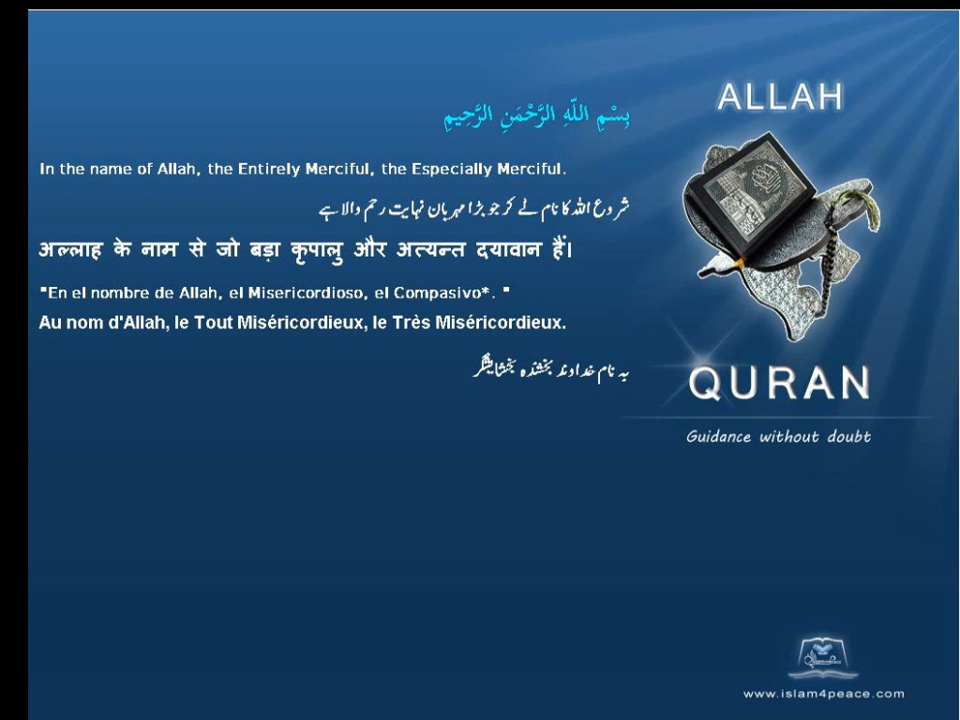 بِسْمِ اللَّهِ الرَّحْمَنِ الرَّحِيمِ
In the name of Allah, the Entirely Merciful, the Especially Merciful.
شروع اللہ کا نام لے کر جو بڑا مہربان نہایت رحم والا ہے
अल्लाह के नाम से जो बड़ा कृपालु और अत्यन्त दयावान हैं।
"En el nombre de Allah, el Misericordioso, el Compasivo*. "
Au nom d'Allah, le Tout Miséricordieux, le Très Miséricordieux.
به نام خداوند بخشنده بخشایشگر
ALLAH
QURAN
Guidance without doubt
www.islam4peace.com